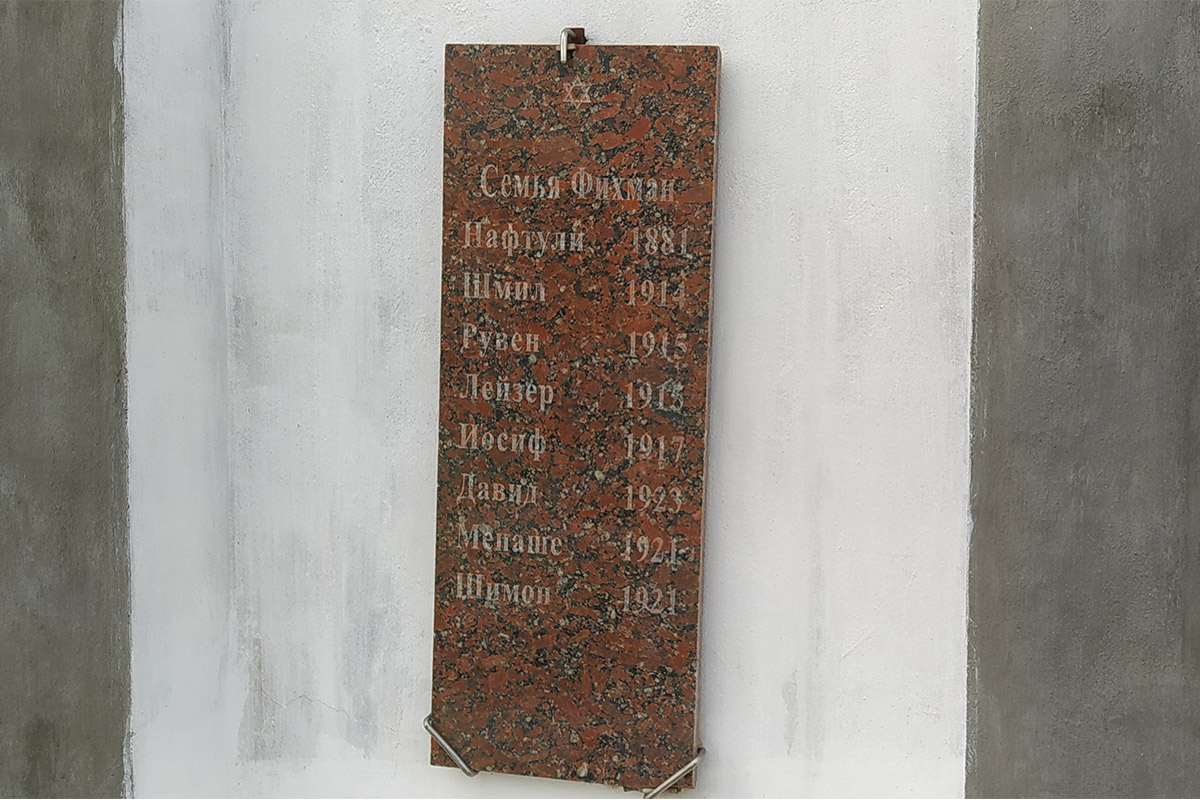 Семья Фихман
Нафтули 1881
Шмил 1914
Рувен 1915
Лейзер 1915
Иосиф 1917
Давид 1923
Менаше 1921
Шимон 1921